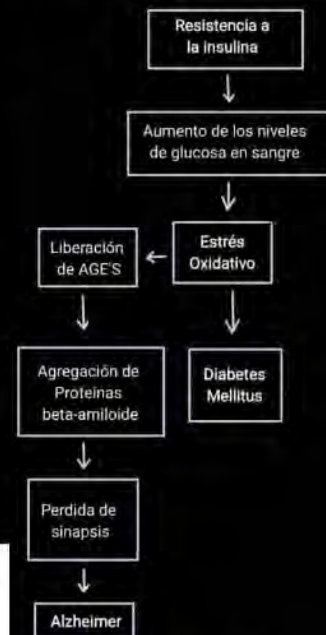 Resistencia a
la insulina
Aumento de los niveles
de glucosa en sangre
Estrés
Oxidativo
Liberación
de AGE'S
Agregación de
Proteinas
beta-amiloide
Diabetes
Mellitus
Perdida de
sinapsis
Alzheimer